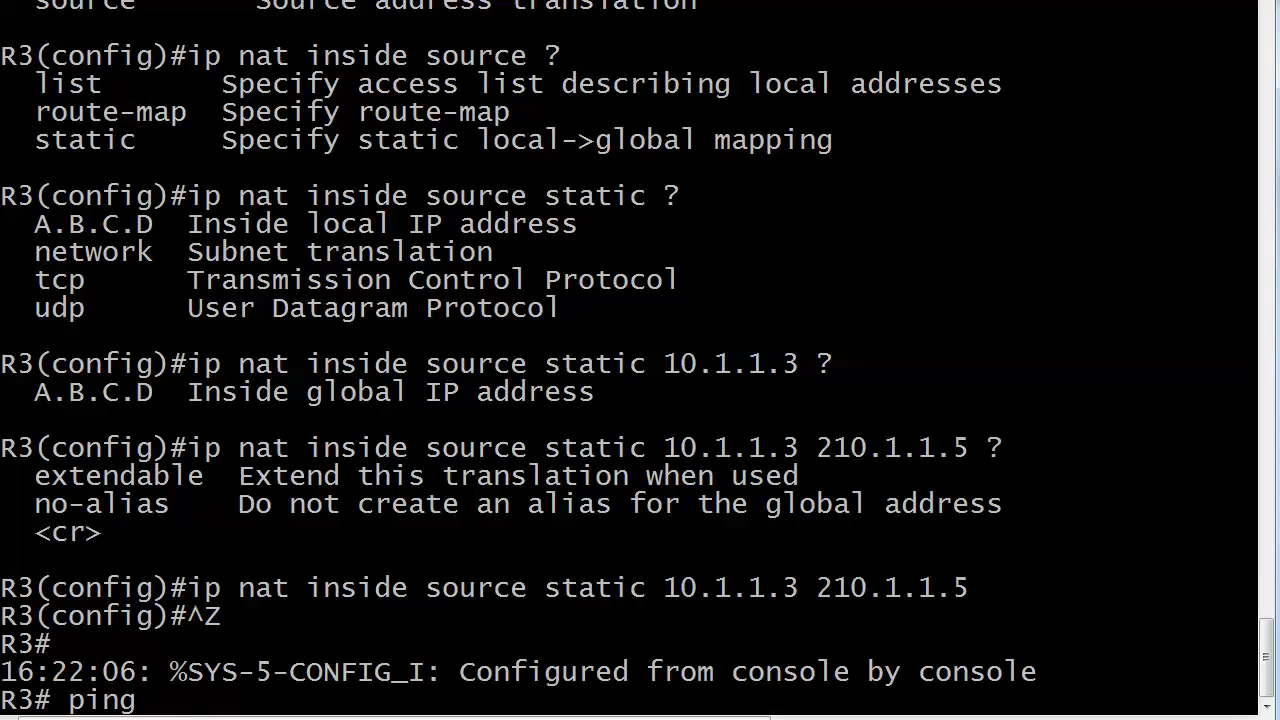 source Source address translation
R3(config)#ip nat inside source ?
list Specify access list describing local addresses
route-map Specify route-map
static Specify static local->global mapping
R3(config)#ip nat inside source static ?
A.B.C.D Inside local IP address
network Subnet translation
tcp Transmission Control Protocol
udp User Datagram Protocol
R3(config)#ip nat inside source static 10.1.1.3 ?
A.B.C.D Inside global IP address
R3(config)#ip nat inside source static 10.1.1.3 210.1.1.5 ?
extendable Extend this translation when used
no-alias Do not create an alias for the global address
<cr>
R3(config)#ip nat inside source static 10.1.1.3 210.1.1.5
R3(config)#^Z
R3#
16:22:06: %SYS-5-CONFIG_I: Configured from console by console
R3# ping